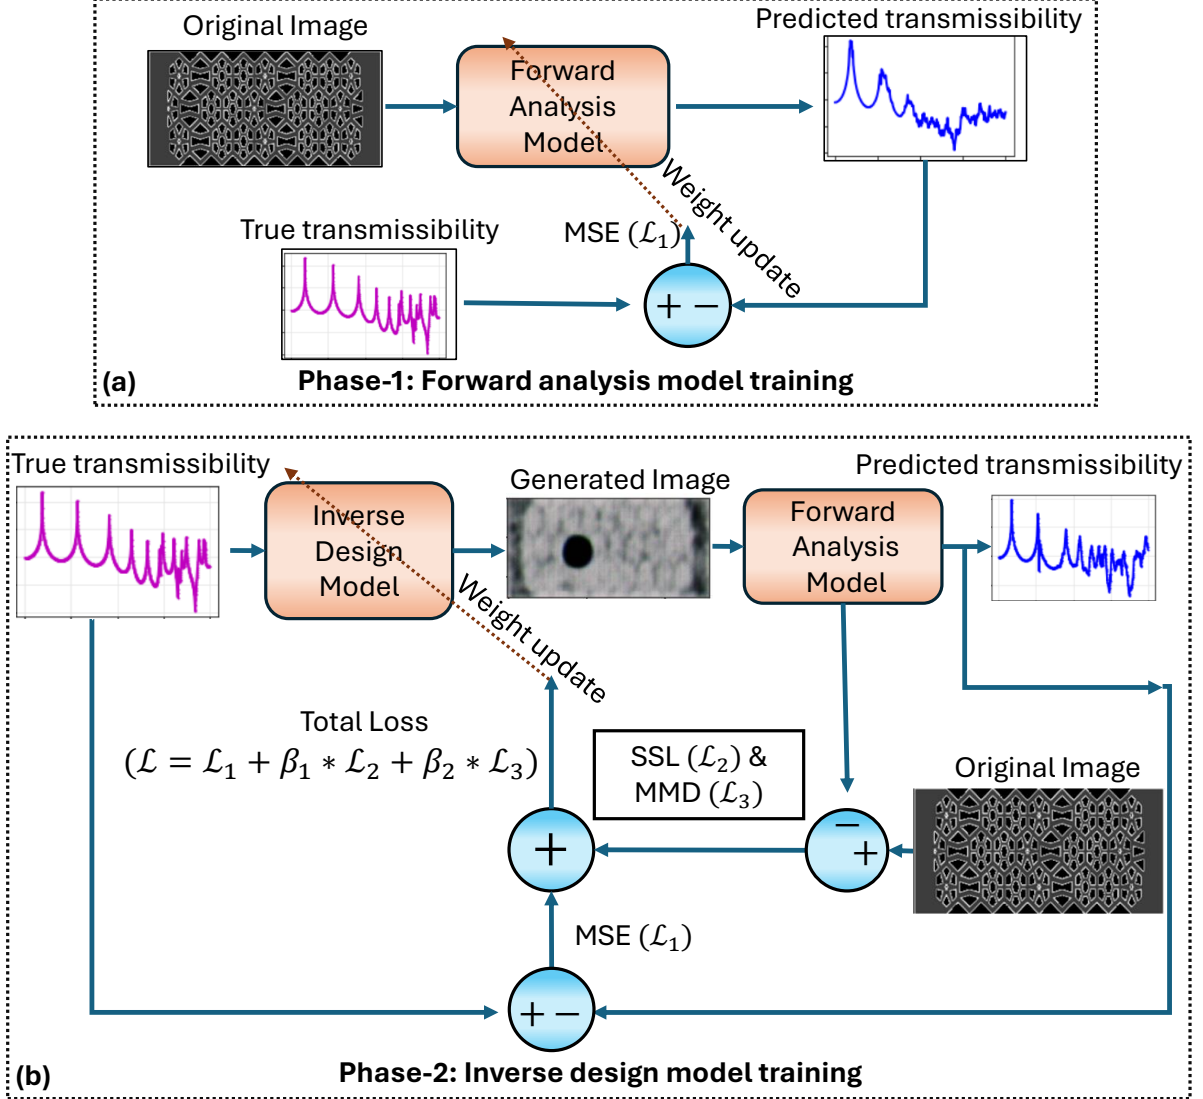 Original Image
Predicted transmissibility
Forward
Analysis
Model
Weight update
True transmissibility
MSE (ℒ₁)
+ −
(a)
Phase-1: Forward analysis model training
True transmissibility
Generated Image
Predicted transmissibility
Inverse
Design
Model
Forward
Analysis
Model
Weight update
Total Loss
(ℒ = ℒ₁ + β₁ ∗ ℒ₂ + β₂ ∗ ℒ₃)
SSL (ℒ₂) &
MMD (ℒ₃)
Original Image
−
+
+
MSE (ℒ₁)
+ −
(b)
Phase-2: Inverse design model training